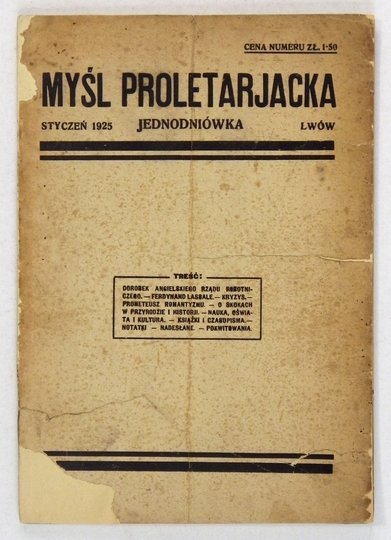 CENA NUMERU ZŁ. 1·50
MYŚL PROLETARJACKA
STYCZEŃ 1925 JEDNODNIÓWKA LWÓW
TREŚĆ:
DOROBEK ANGIELSKIEGO RZĄDU ROBOTNI-
CZEGO. — FERDYNAND LASSALE. — KRYZYS. —
PROMETEUSZ ROMANTYZMU. — O SKOKACH
W PRZYRODZIE I HISTORJI. — NAUKA, OŚWIA-
TA I KULTURA. — KSIĄŻKI I CZASOPISMA. —
NOTATKI — NADESŁANE. — POKWITOWANIA.